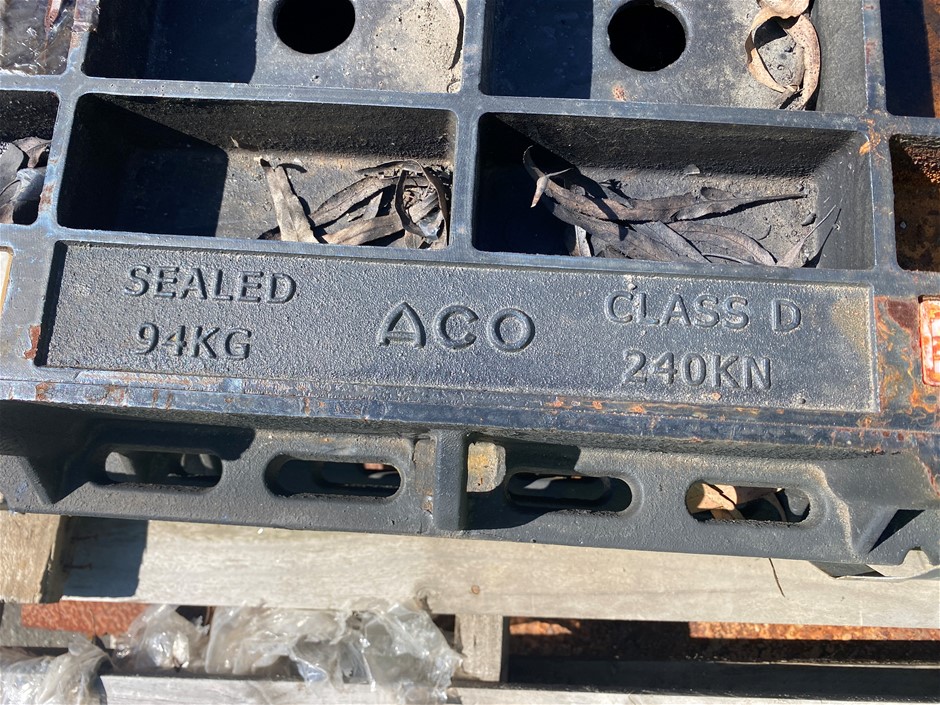 SEALED
94KG
ACO
CLASS D
240KN